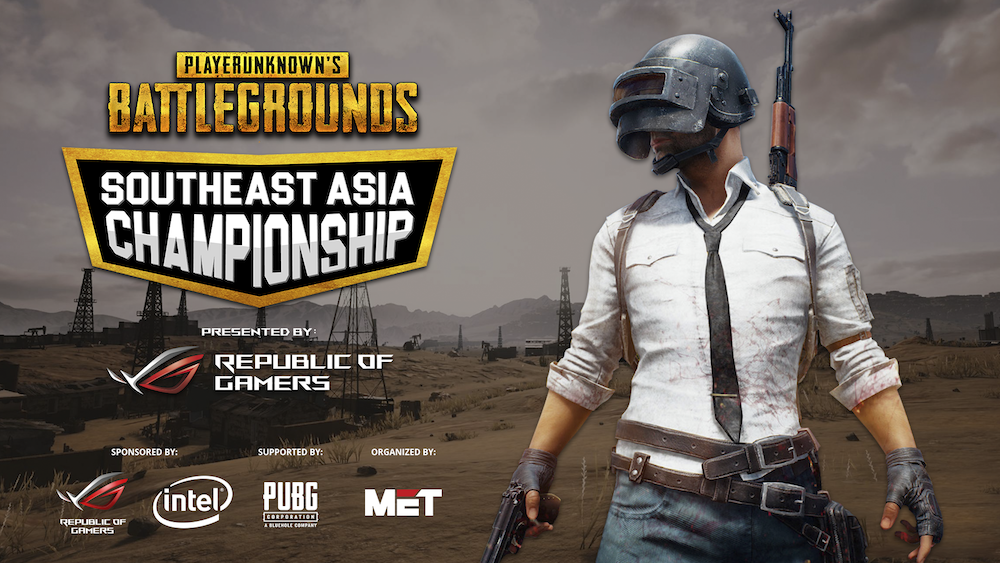 PLAYERUNKNOWN'S
BATTLEGROUNDS
SOUTHEAST ASIA
CHAMPIONSHIP
PRESENTED BY:
REPUBLIC OF
GAMERS
SPONSORED BY:
SUPPORTED BY:
ORGANIZED BY:
REPUBLIC OF
GAMERS
intel
PUBG
CORPORATION
A BLUEHOLE COMPANY
MET